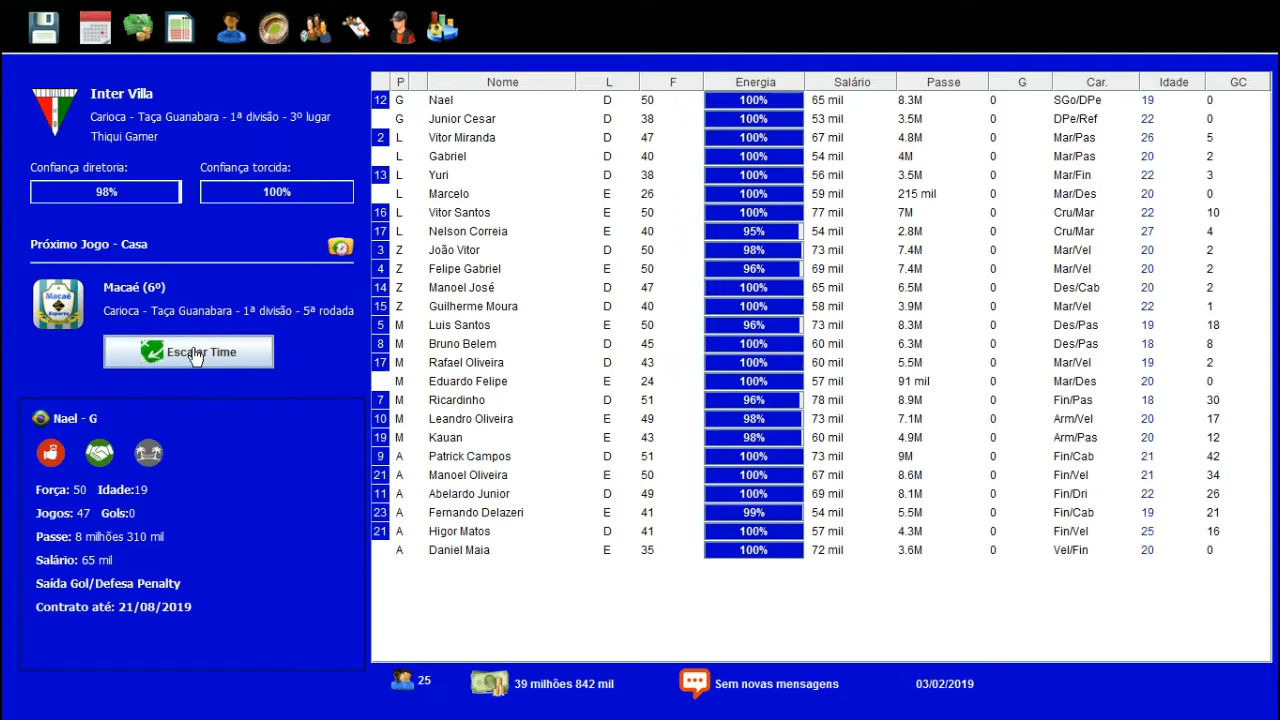 Inter Villa
Carioca - Taça Guanabara - 1ª divisão - 3º lugar
Thiqui Gamer
Confiança diretoria: Confiança torcida:
98% 100%
Próximo Jogo - Casa
Macaé (6º)
Carioca - Taça Guanabara - 1ª divisão - 5ª rodada
Escalar Time
Nael - G
Força: 50 Idade:19
Jogos: 47 Gols:0
Passe: 8 milhões 310 mil
Salário: 65 mil
Saída Gol/Defesa Penalty
Contrato até: 21/08/2019
P Nome L F Energia Salário Passe G Car. Idade GC
12 G Nael D 50 100% 65 mil 8.3M 0 SGo/DPe 19 0
G Junior Cesar D 38 100% 53 mil 3.5M 0 DPe/Ref 22 0
2 L Vitor Miranda D 47 100% 67 mil 4.8M 0 Mar/Pas 26 5
L Gabriel D 40 100% 54 mil 4M 0 Mar/Pas 20 2
13 L Yuri D 38 100% 56 mil 3.5M 0 Mar/Fin 22 3
L Marcelo E 26 100% 59 mil 215 mil 0 Mar/Des 20 0
16 L Vitor Santos E 50 100% 77 mil 7M 0 Cru/Mar 22 10
17 L Nelson Correia E 40 95% 54 mil 2.8M 0 Cru/Mar 27 4
3 Z João Vitor D 50 98% 73 mil 7.4M 0 Mar/Vel 20 2
4 Z Felipe Gabriel E 50 96% 69 mil 7.4M 0 Mar/Vel 20 2
14 Z Manoel José D 47 100% 65 mil 6.5M 0 Des/Cab 20 2
15 Z Guilherme Moura D 40 100% 58 mil 3.9M 0 Mar/Vel 22 1
5 M Luis Santos E 50 96% 73 mil 8.3M 0 Des/Pas 19 18
8 M Bruno Belem D 45 100% 60 mil 6.3M 0 Des/Pas 18 8
17 M Rafael Oliveira D 43 100% 60 mil 5.5M 0 Mar/Vel 19 2
M Eduardo Felipe E 24 100% 57 mil 91 mil 0 Mar/Des 20 0
7 M Ricardinho D 51 96% 78 mil 8.9M 0 Fin/Pas 18 30
10 M Leandro Oliveira E 49 98% 73 mil 7.1M 0 Arm/Vel 20 17
19 M Kauan E 43 98% 60 mil 4.9M 0 Arm/Pas 20 12
9 A Patrick Campos D 51 100% 73 mil 9M 0 Fin/Cab 21 42
21 A Manoel Oliveira E 50 100% 67 mil 8.6M 0 Fin/Vel 21 34
11 A Abelardo Junior D 49 100% 69 mil 8.1M 0 Fin/Dri 22 26
23 A Fernando Delazeri E 41 99% 54 mil 5.5M 0 Fin/Cab 19 21
21 A Higor Matos D 41 100% 57 mil 4.3M 0 Fin/Vel 25 16
A Daniel Maia E 35 100% 72 mil 3.6M 0 Vel/Fin 20 0
25 39 milhões 842 mil Sem novas mensagens 03/02/2019